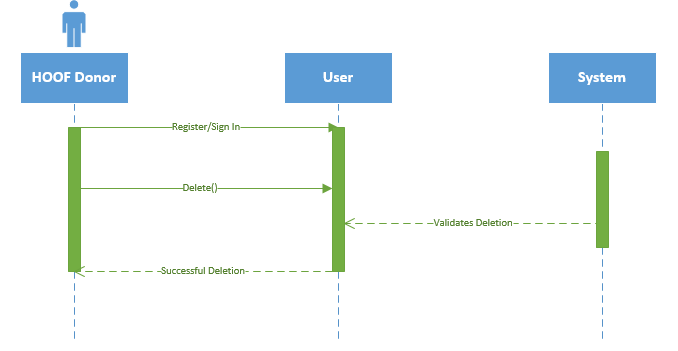 HOOF Donor
User
System
Register/Sign In
Delete()
Validates Deletion
Successful Deletion